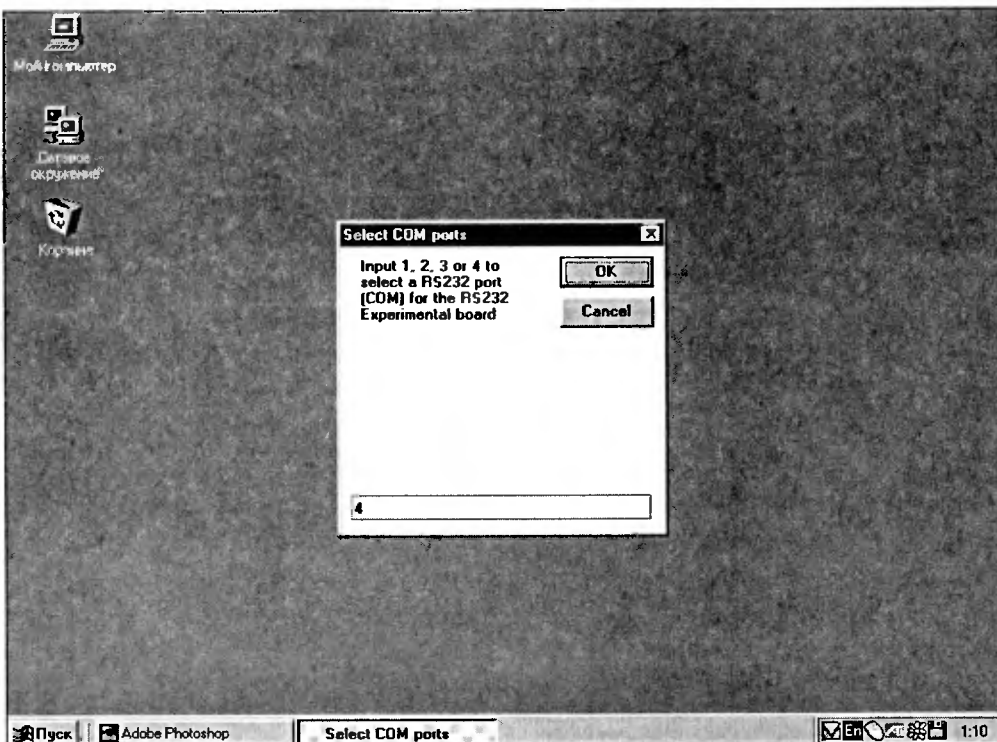 Мой компьютер
Сетевое
окружение
Корзина
Select COM ports
Input 1, 2, 3 or 4 to
select a RS232 port
(COM) for the RS232
Experimental board
OK
Cancel
4
Пуск
Adobe Photoshop
Select COM ports
En
1:10